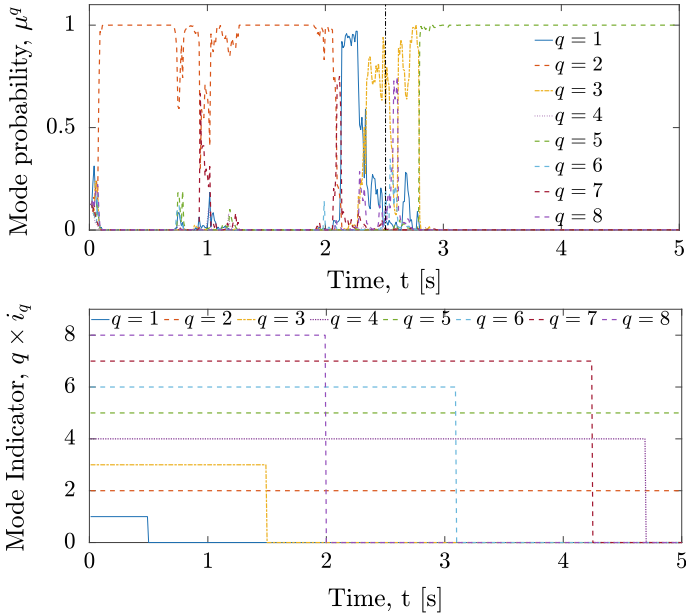 Mode probability, μ^q
1
0.5
0
q = 1
q = 2
q = 3
q = 4
q = 5
q = 6
q = 7
q = 8
0 1 2 3 4 5
Time, t [s]
Mode Indicator, q × i_q
q = 1 q = 2 q = 3 q = 4 q = 5 q = 6 q = 7 q = 8
8
6
4
2
0
0 1 2 3 4 5
Time, t [s]